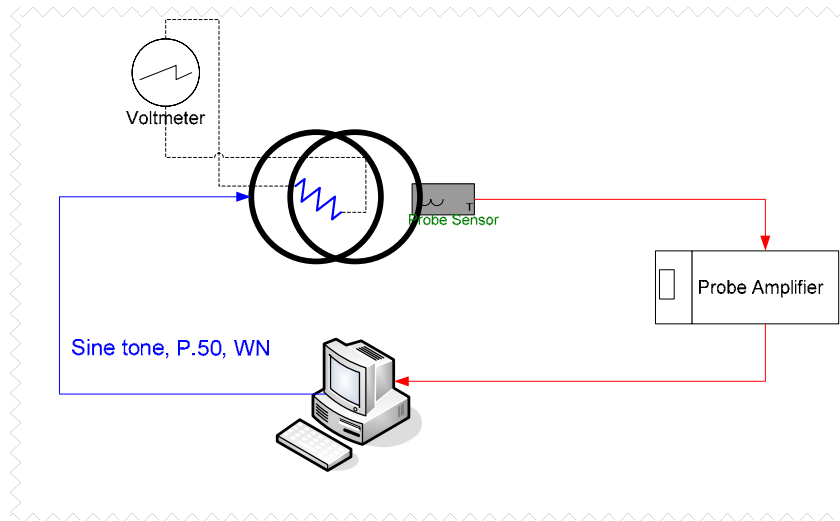 Voltmeter
T
Probe Sensor
Probe Amplifier
Sine tone, P.50, WN